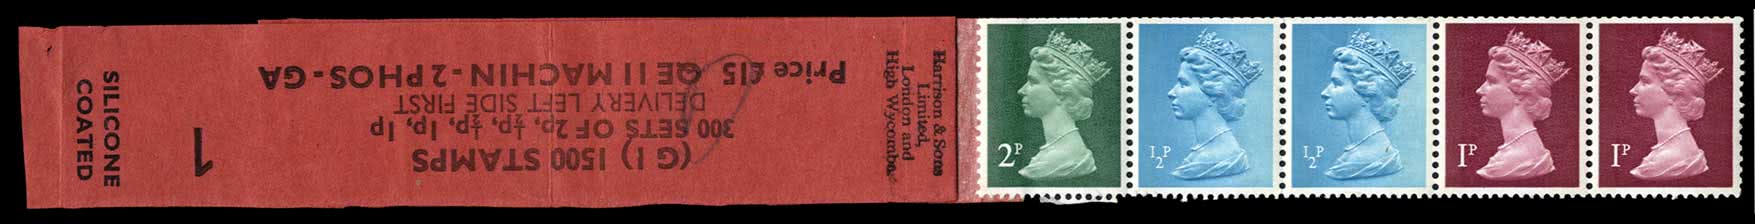 SILICONE
COATED
1
(G 1) 1500 STAMPS
300 SETS OF 2p, ½p, ½p, 1p, 1p
DELIVERY LEFT SIDE FIRST
Price £15 QE II MACHIN - 2 PHOS - GA
Harrison & Sons
Limited,
London and
High Wycombe
2P
½P
½P
1P
1P